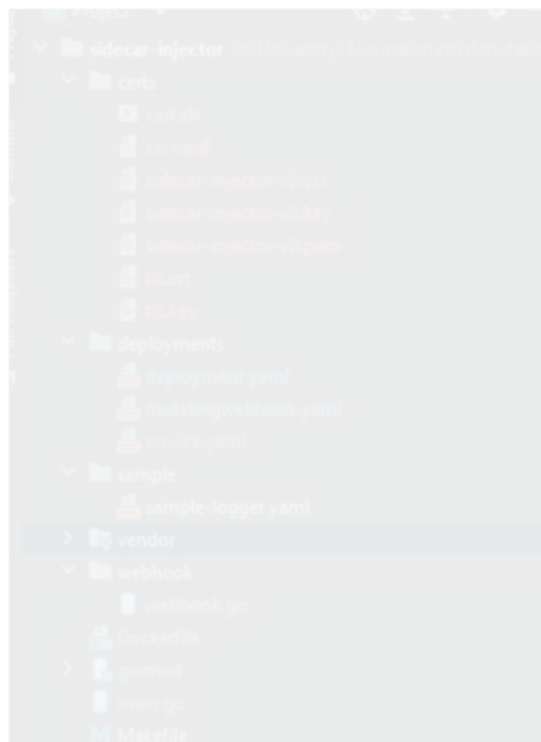 Project
sidecar-injector
certs
cert.sh
csr.conf
sidecar-injector-v2.csr
sidecar-injector-v2.key
sidecar-injector-v2.pem
tls.crt
tls.key
deployments
deployment.yaml
mutatingwebhook.yaml
service.yaml
sample
sample-logger.yaml
vendor
webhook
webhook.go
Dockerfile
go.mod
main.go
Makefile